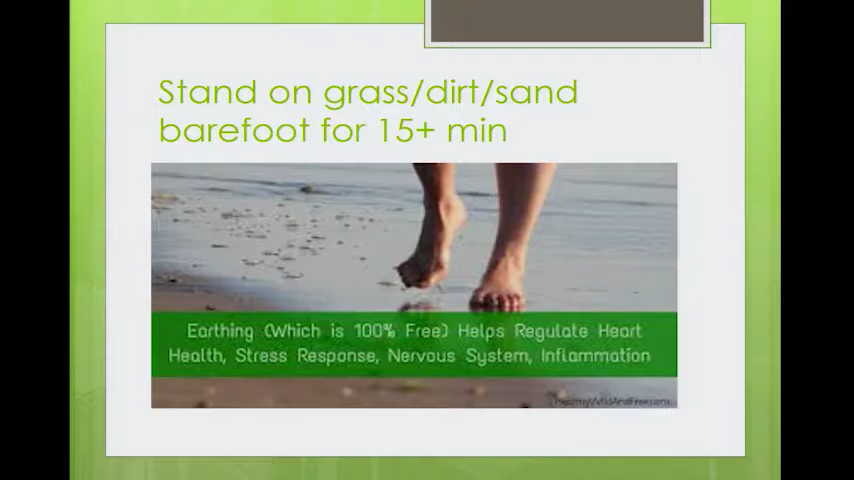 Stand on grass/dirt/sand
barefoot for 15+ min
Earthing (Which is 100% Free) Helps Regulate Heart
Health, Stress Response, Nervous System, Inflammation